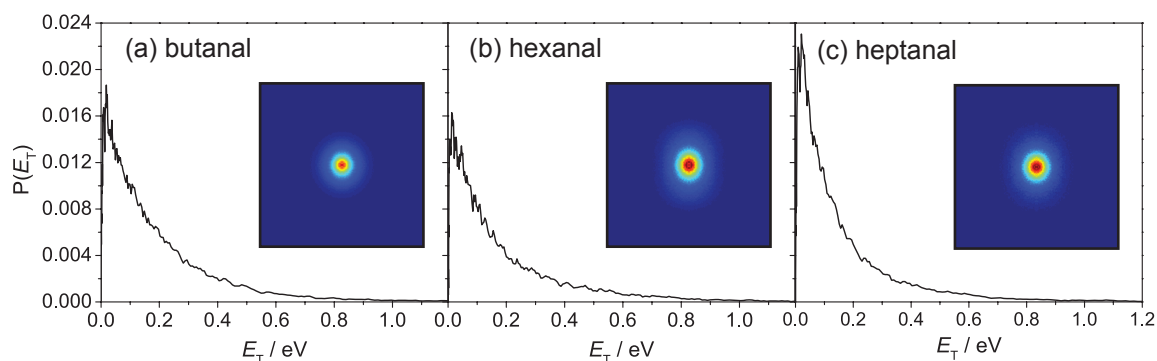 0.024
0.020
0.016
0.012
0.008
0.004
0.000
P(E_T)
(a) butanal
(b) hexanal
(c) heptanal
0.0 0.2 0.4 0.6 0.8 1.0
0.0 0.2 0.4 0.6 0.8 1.0
0.0 0.2 0.4 0.6 0.8 1.0 1.2
E_T / eV
E_T / eV
E_T / eV